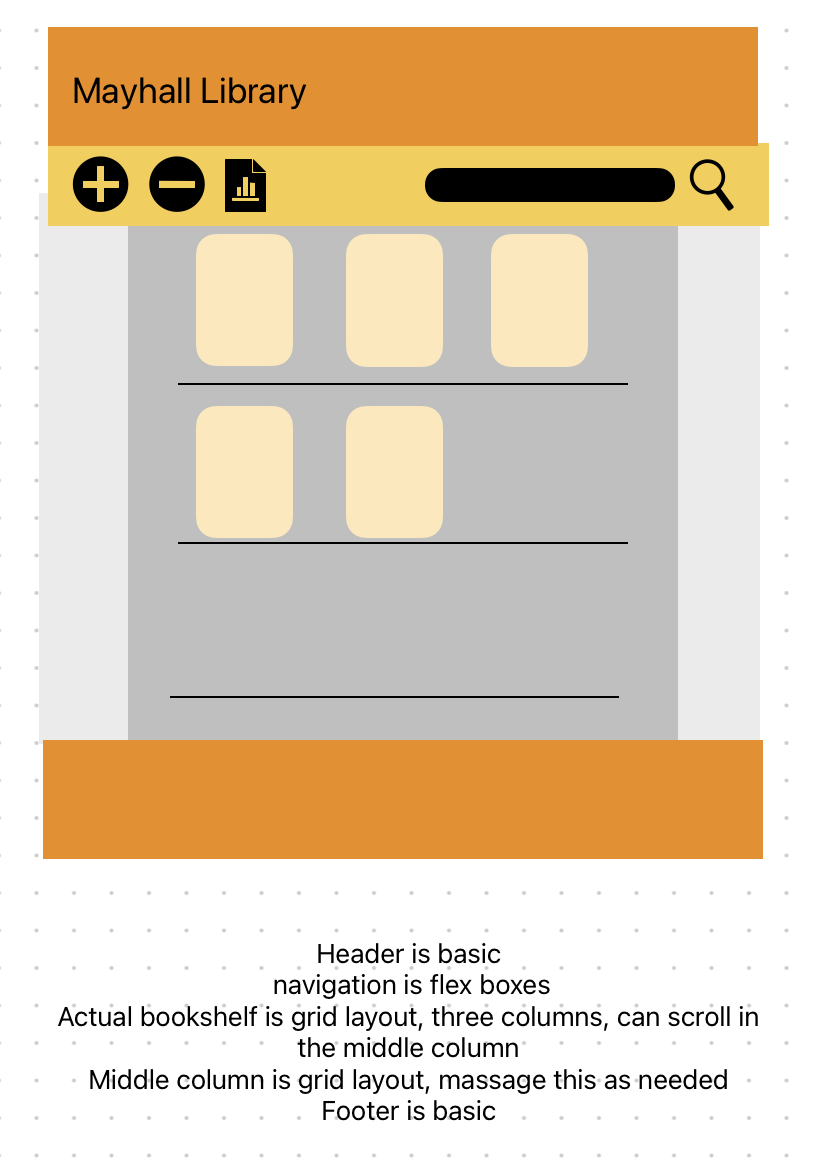 Mayhall Library
Header is basic
navigation is flex boxes
Actual bookshelf is grid layout, three columns, can scroll in
the middle column
Middle column is grid layout, massage this as needed
Footer is basic